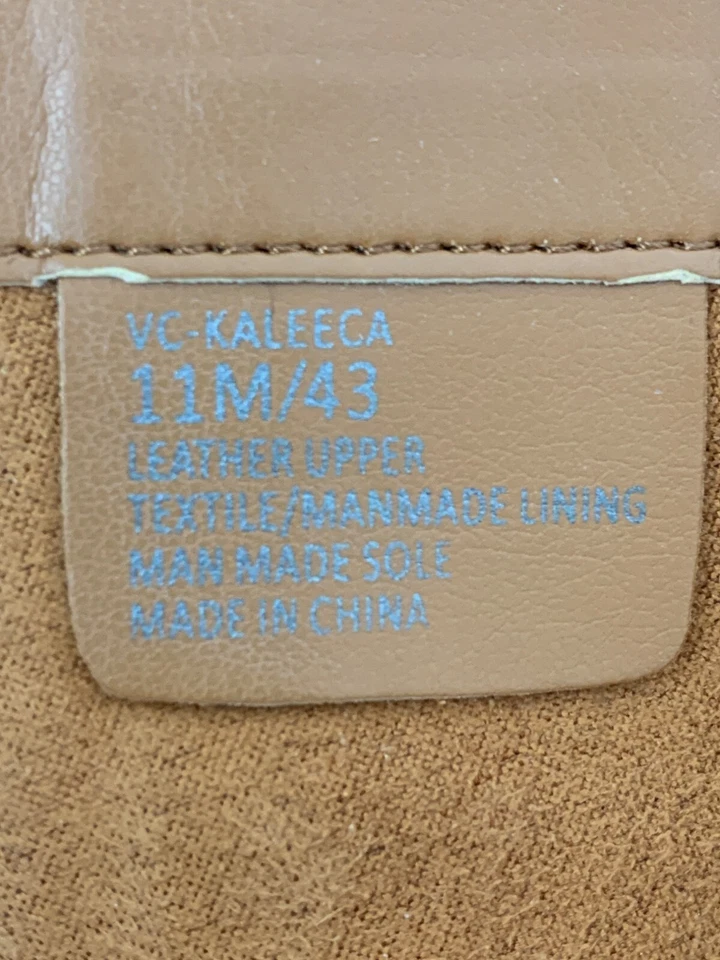 VC-KALEECA
11M/43
LEATHER UPPER
TEXTILE/MANMADE LINING
MAN MADE SOLE
MADE IN CHINA